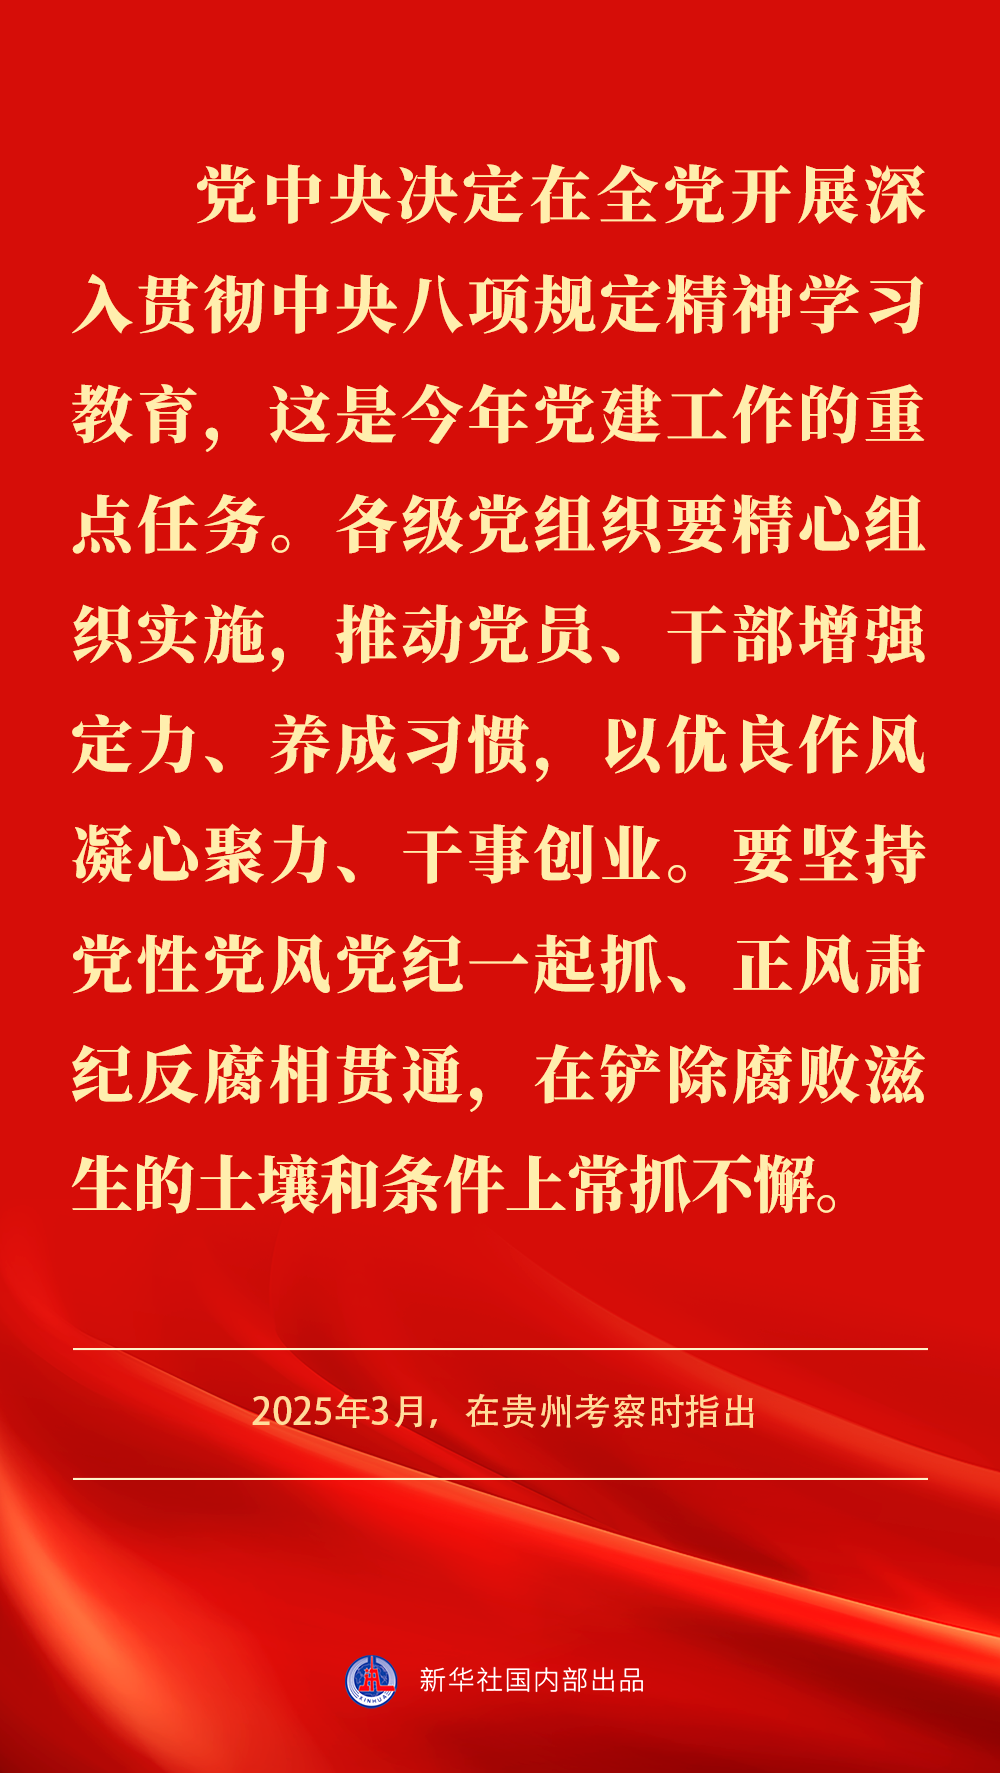 党中央决定在全党开展深
入贯彻中央八项规定精神学习
教育，这是今年党建工作的重
点任务。各级党组织要精心组
织实施，推动党员、干部增强
定力、养成习惯，以优良作风
凝心聚力、干事创业。要坚持
党性党风党纪一起抓、正风肃
纪反腐相贯通，在铲除腐败滋
生的土壤和条件上常抓不懈。
2025年3月，在贵州考察时指出
XINHUA
新华社国内部出品